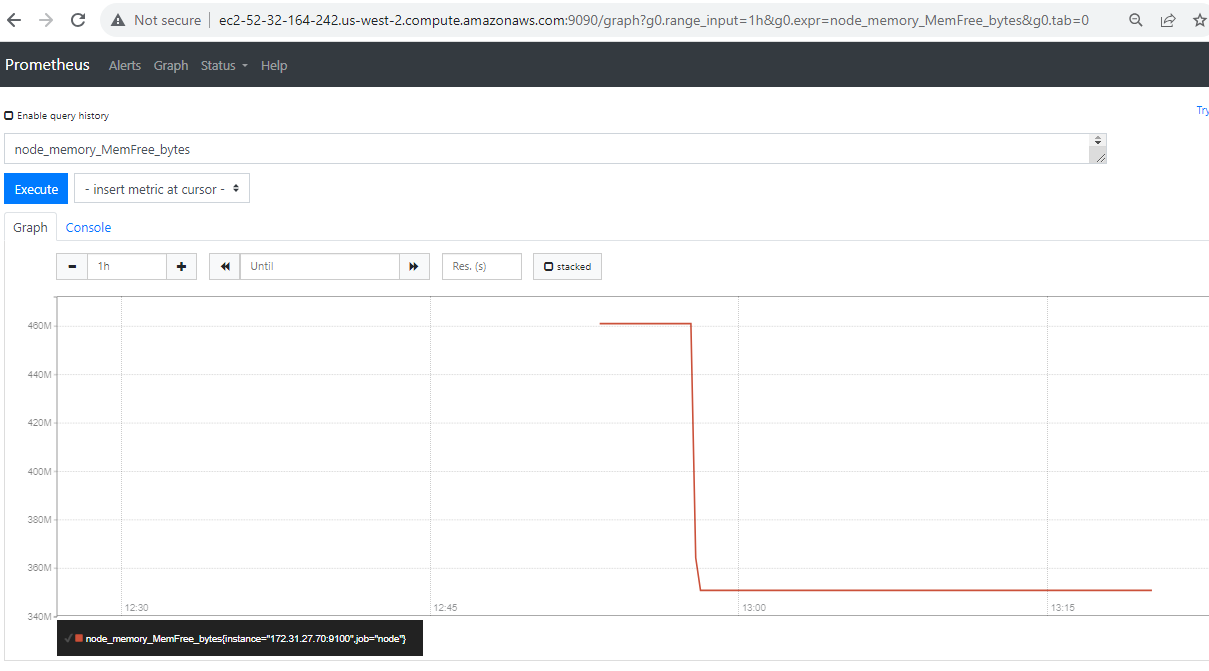 Not secure ec2-52-32-164-242.us-west-2.compute.amazonaws.com:9090/graph?g0.range_input=1h&g0.expr=node_memory_MemFree_bytes&g0.tab=0
Prometheus Alerts Graph Status Help
Enable query history
Try
node_memory_MemFree_bytes
Execute - insert metric at cursor -
Graph Console
1h Until Res. (s) stacked
460M
440M
420M
400M
380M
360M
340M
12:30 12:45 13:00 13:15
node_memory_MemFree_bytes{instance="172.31.27.70:9100",job="node"}